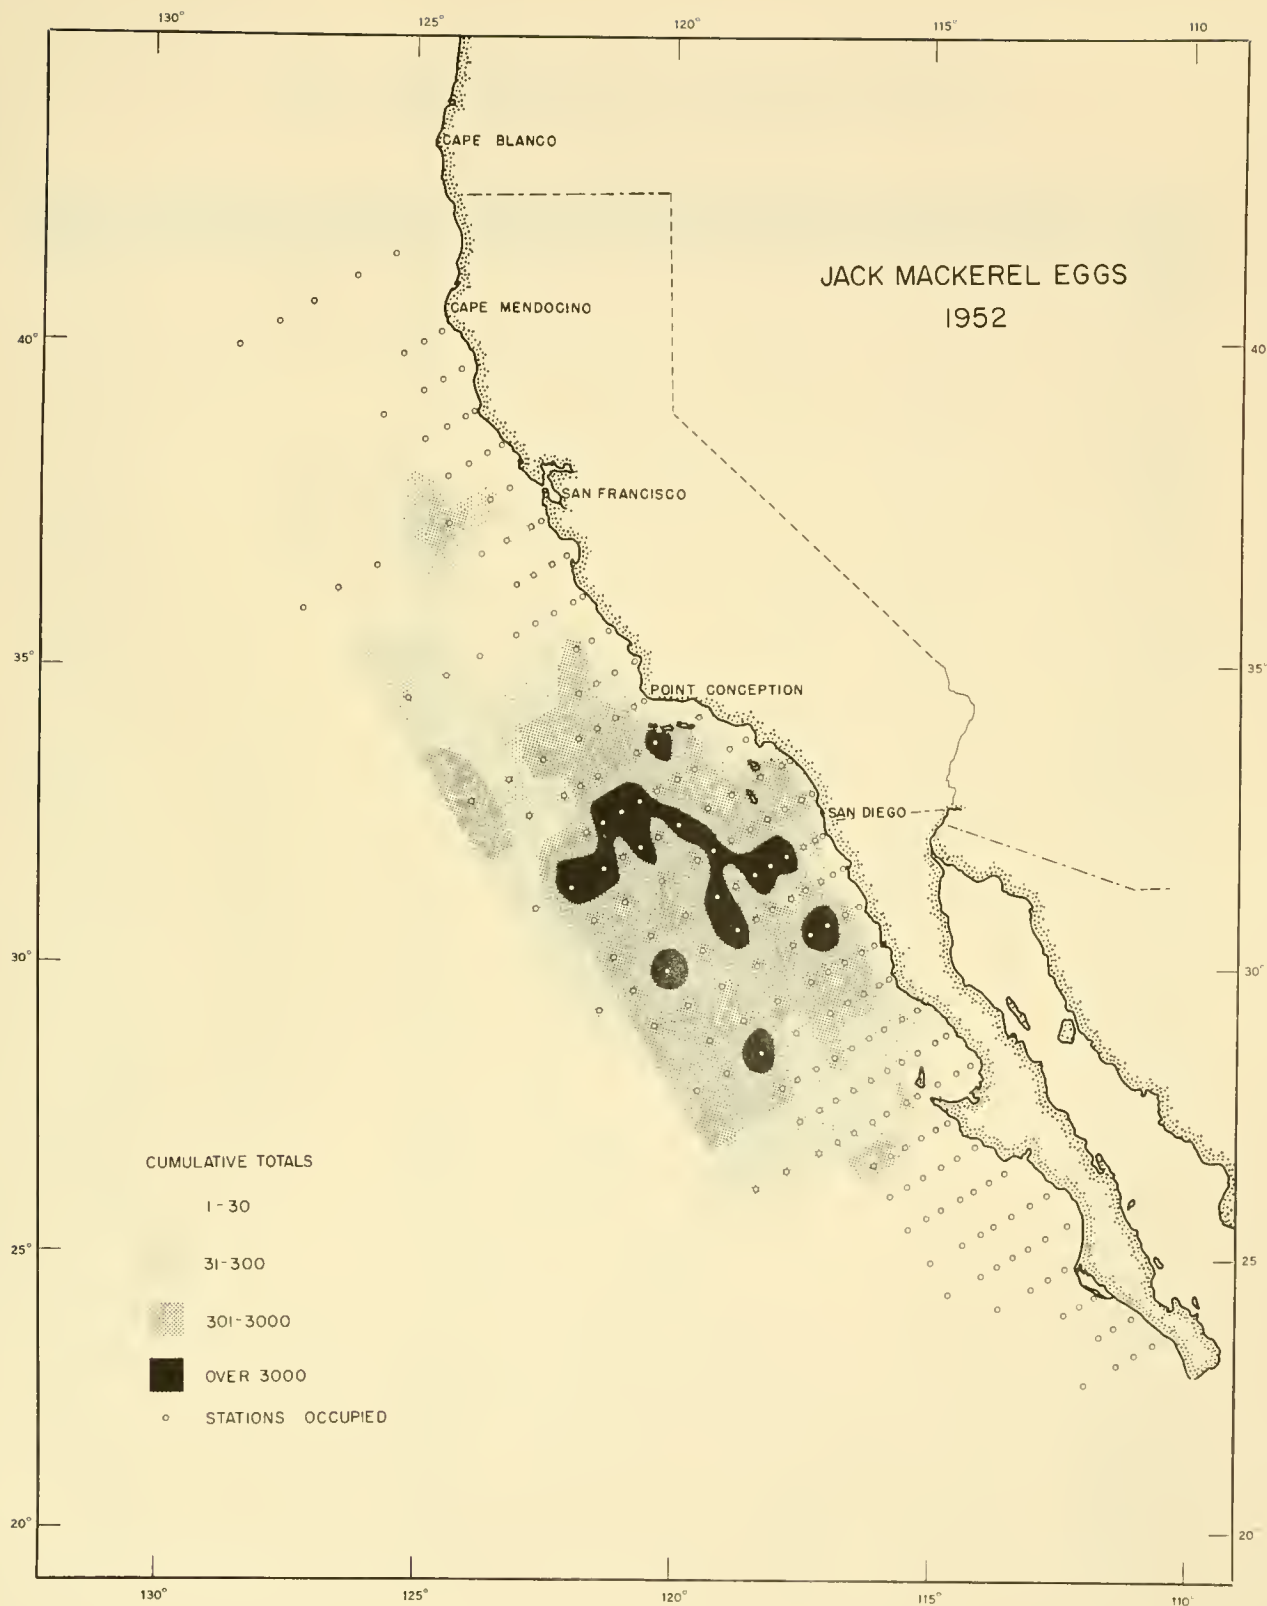 130° 125° 120° 115° 110
CAPE BLANCO
JACK MACKEREL EGGS
1952
CAPE MENDOCINO
40° 40
SAN FRANCISCO
35° 35°
POINT CONCEPTION
SAN DIEGO
30° 30°
CUMULATIVE TOTALS
1-30
25° 25
31-300
301-3000
OVER 3000
STATIONS OCCUPIED
20° 20
130° 125° 120° 115° 110°